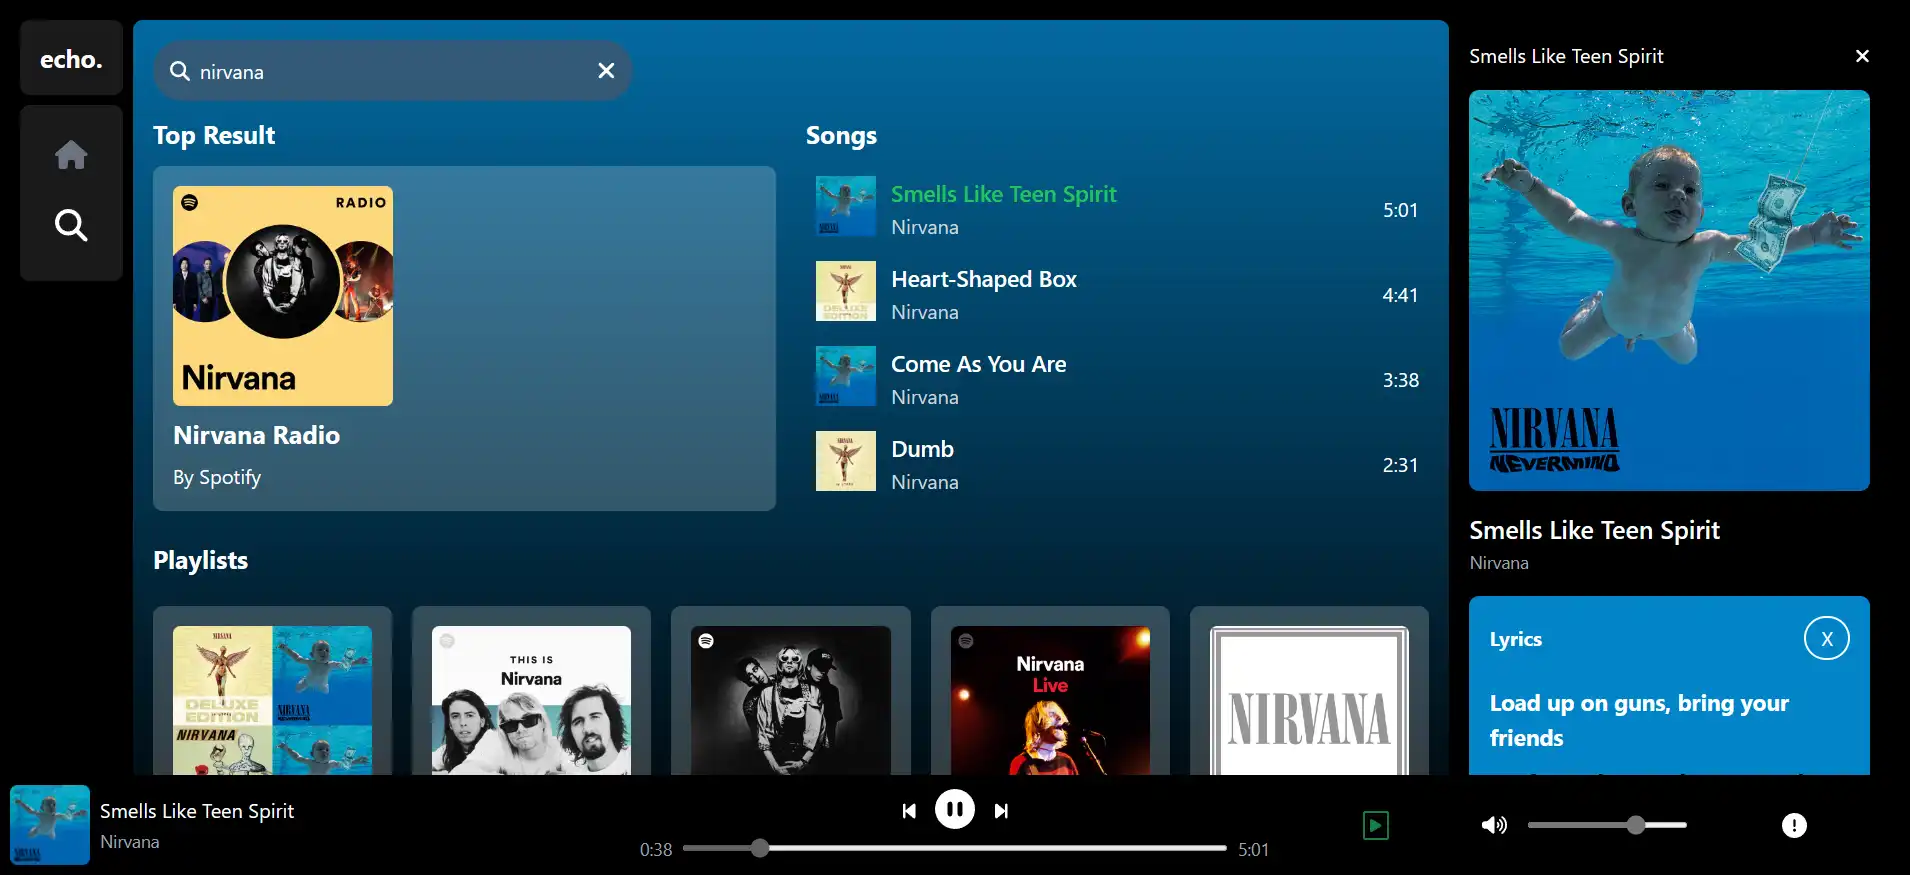 echo.
nirvana
Top Result
RADIO
Nirvana
Nirvana Radio
By Spotify
Songs
Smells Like Teen Spirit
Nirvana
5:01
Heart-Shaped Box
Nirvana
4:41
Come As You Are
Nirvana
3:38
Dumb
Nirvana
2:31
Playlists
NIRVANA
DELUXE
EDITION
NIRVANA
NEVERMIND
NIRVANA
THIS IS
Nirvana
Nirvana
Live
NIRVANA
Smells Like Teen Spirit
NIRVANA
NEVERMIND
Smells Like Teen Spirit
Nirvana
Lyrics
X
Load up on guns, bring your
friends
Smells Like Teen Spirit
Nirvana
0:38
5:01